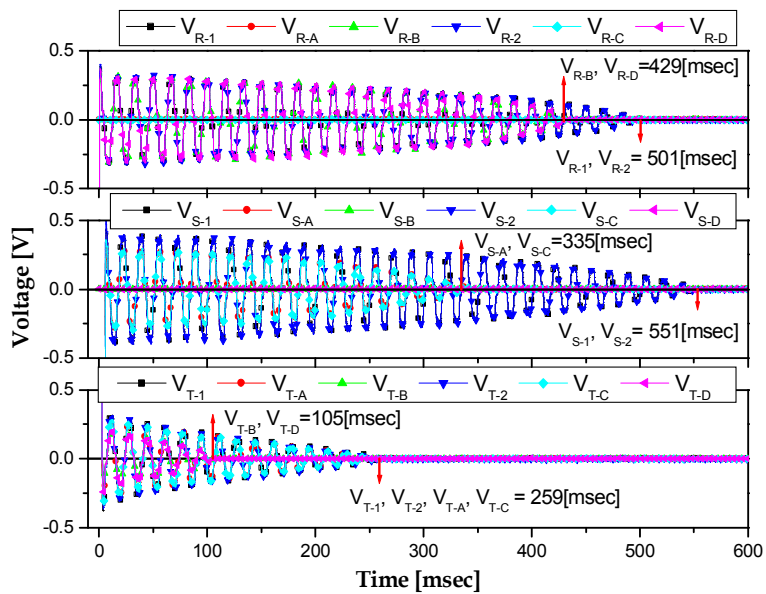 V_R-1 V_R-A V_R-B V_R-2 V_R-C V_R-D
0.5
V_R-B, V_R-D=429[msec]
0.0
V_R-1, V_R-2 = 501[msec]
-0.5
V_S-1 V_S-A V_S-B V_S-2 V_S-C V_S-D
0.5
V_S-A, V_S-C=335[msec]
0.0
V_S-1, V_S-2 = 551[msec]
-0.5
V_T-1 V_T-A V_T-B V_T-2 V_T-C V_T-D
0.5
V_T-B, V_T-D=105[msec]
0.0
V_T-1, V_T-2, V_T-A, V_T-C = 259[msec]
-0.5
0 100 200 300 400 500 600
Voltage [V]
Time [msec]